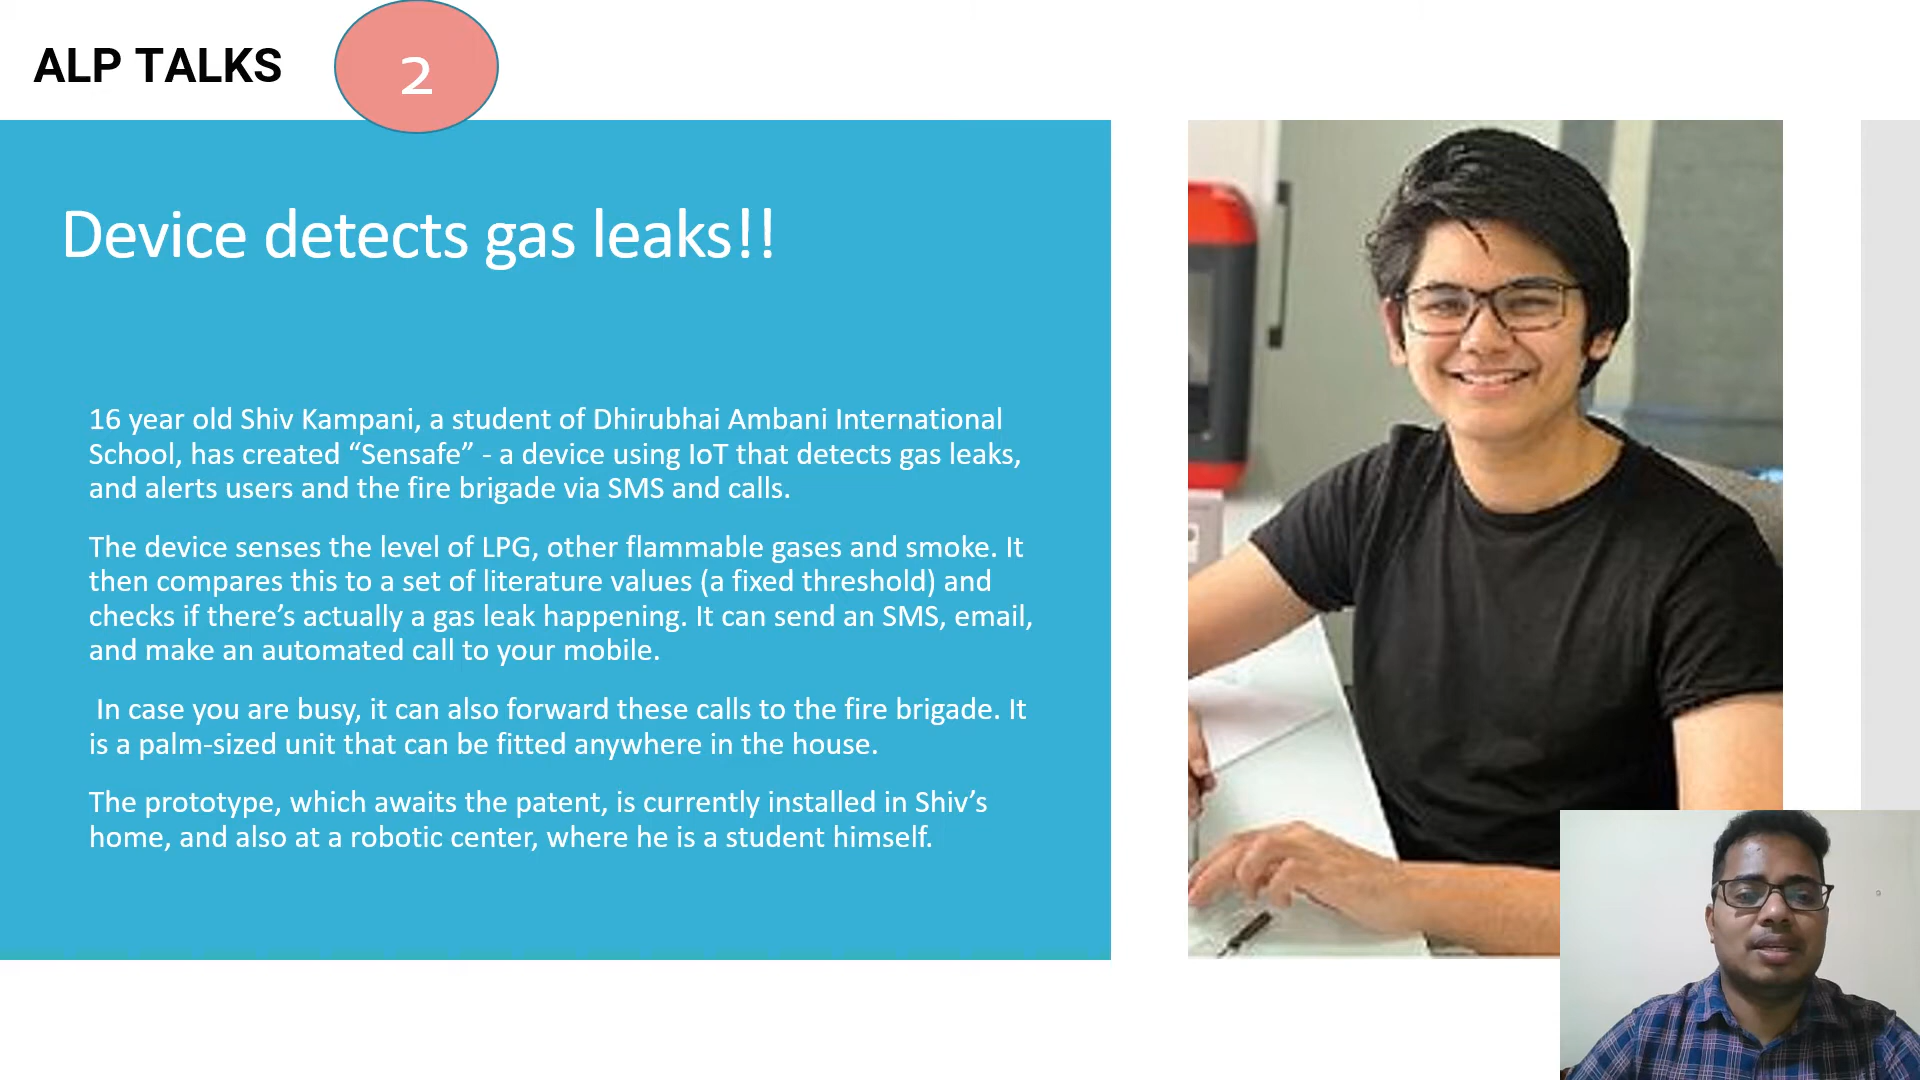 ALP TALKS
2
Device detects gas leaks!!
16 year old Shiv Kampani, a student of Dhirubhai Ambani International
School, has created “Sensafe” - a device using IoT that detects gas leaks,
and alerts users and the fire brigade via SMS and calls.
The device senses the level of LPG, other flammable gases and smoke. It
then compares this to a set of literature values (a fixed threshold) and
checks if there’s actually a gas leak happening. It can send an SMS, email,
and make an automated call to your mobile.
In case you are busy, it can also forward these calls to the fire brigade. It
is a palm-sized unit that can be fitted anywhere in the house.
The prototype, which awaits the patent, is currently installed in Shiv’s
home, and also at a robotic center, where he is a student himself.